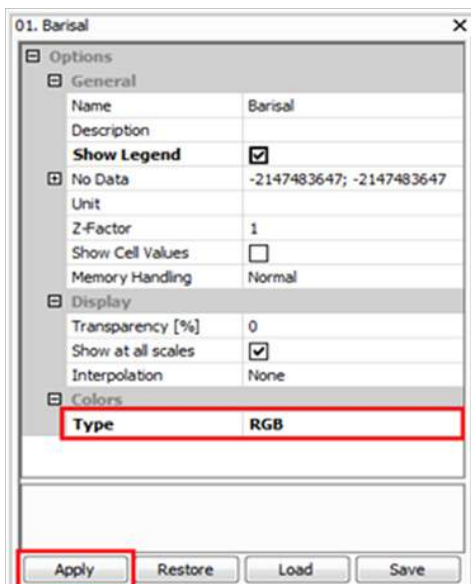 01. Barisal
Options
General
Name Barisal
Description
Show Legend
No Data -2147483647; -2147483647
Unit
Z-Factor 1
Show Cell Values
Memory Handling Normal
Display
Transparency [%] 0
Show at all scales
Interpolation None
Colors
Type RGB
Apply Restore Load Save